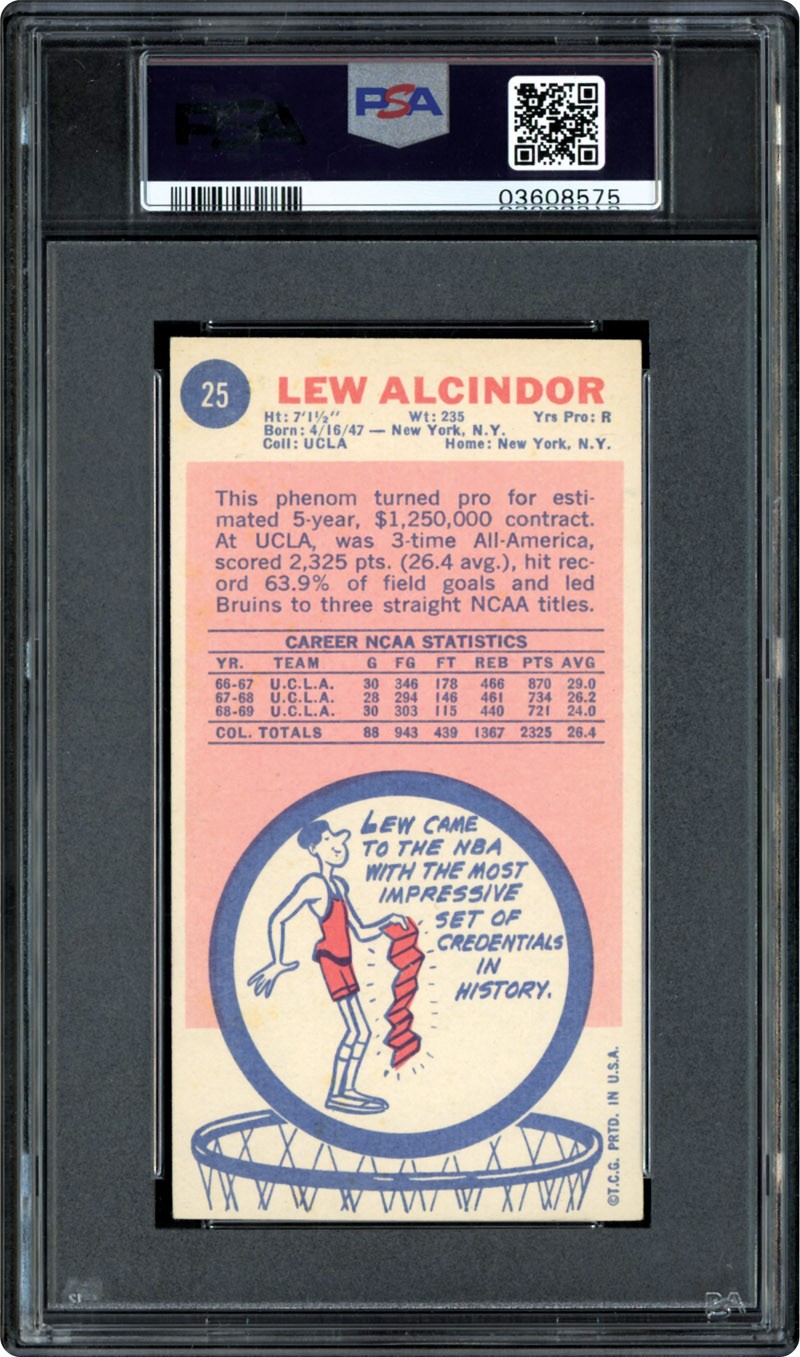 PSA
PSA
03608575
25
LEW ALCINDOR
Ht: 7'1½" Wt: 235 Yrs Pro: R
Born: 4/16/47 — New York, N.Y.
Coll: UCLA Home: New York, N.Y.
This phenom turned pro for esti-
mated 5-year, $1,250,000 contract.
At UCLA, was 3-time All-America,
scored 2,325 pts. (26.4 avg.), hit rec-
ord 63.9% of field goals and led
Bruins to three straight NCAA titles.
CAREER NCAA STATISTICS
YR. TEAM G FG FT REB PTS AVG
66-67 U.C.L.A. 30 346 178 466 870 29.0
67-68 U.C.L.A. 28 294 146 461 734 26.2
68-69 U.C.L.A. 30 303 115 440 721 24.0
COL. TOTALS 88 943 439 1367 2325 26.4
LEW CAME
TO THE NBA
WITH THE MOST
IMPRESSIVE
SET OF
CREDENTIALS
IN
HISTORY.
©T.C.G. PRTD. IN U.S.A.